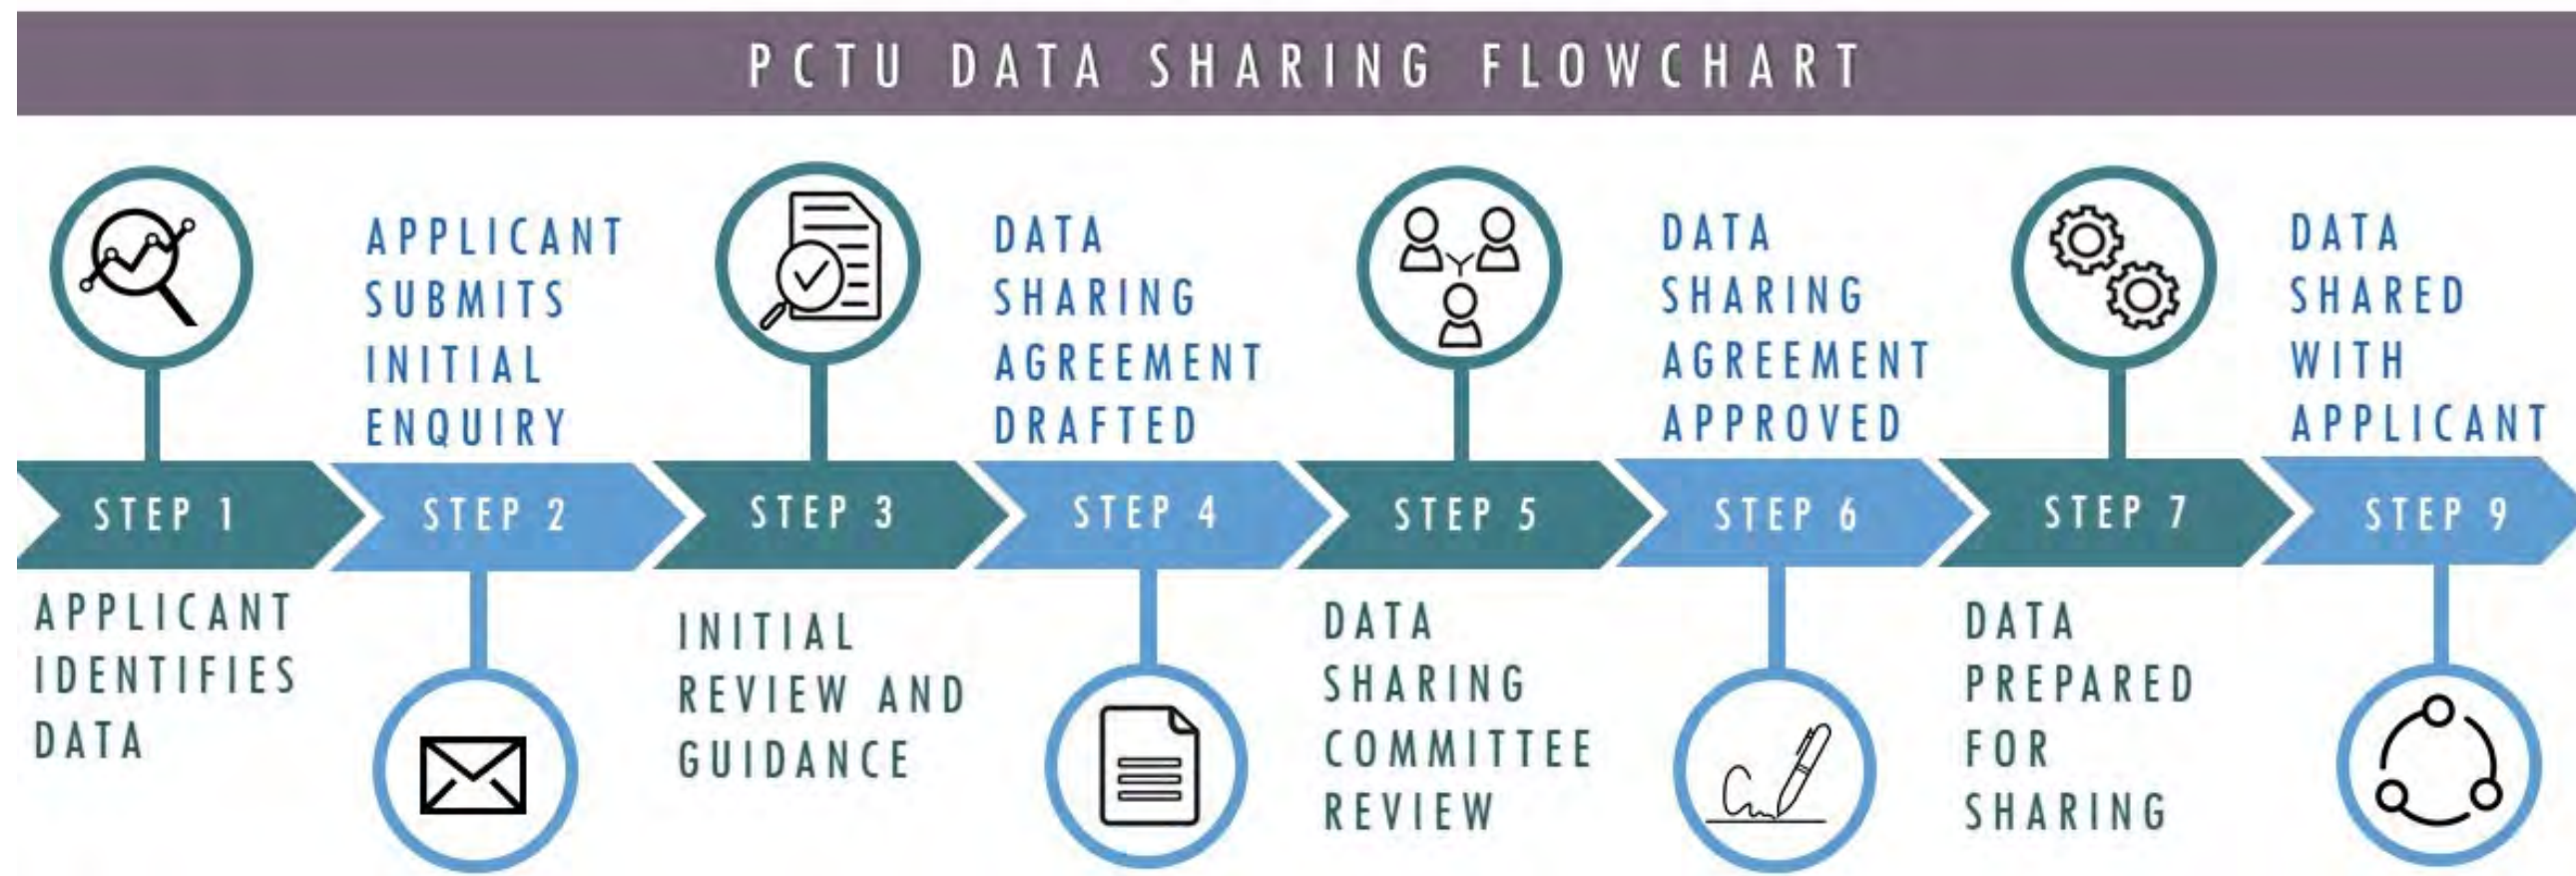 PCTU DATA SHARING FLOWCHART
STEP 1
APPLICANT
IDENTIFIES
DATA
APPLICANT
SUBMITS
INITIAL
ENQUIRY
STEP 2
STEP 3
INITIAL
REVIEW AND
GUIDANCE
DATA
SHARING
AGREEMENT
DRAFTED
STEP 4
STEP 5
DATA
SHARING
COMMITTEE
REVIEW
DATA
SHARING
AGREEMENT
APPROVED
STEP 6
STEP 7
DATA
PREPARED
FOR
SHARING
DATA
SHARED
WITH
APPLICANT
STEP 9